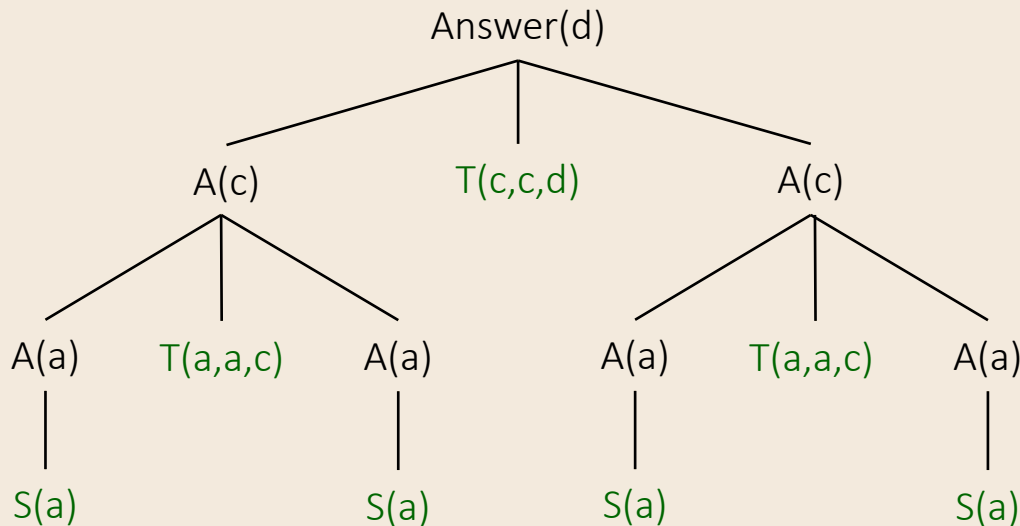 Answer(d)
A(c) T(c,c,d) A(c)
A(a) T(a,a,c) A(a) A(a) T(a,a,c) A(a)
S(a) S(a) S(a) S(a)